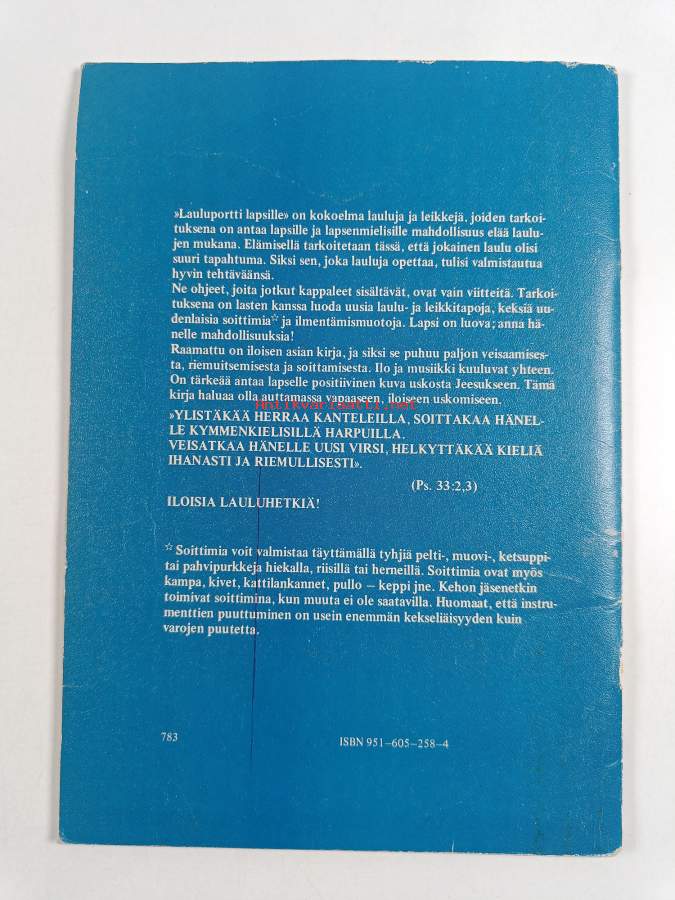 »Lauluportti lapsille» on kokoelma lauluja ja leikkejä, joiden tarkoi-
tuksena on antaa lapsille ja lapsenmielisille mahdollisuus elää laulu-
jen mukana. Elämisellä tarkoitetaan tässä, että jokainen laulu olisi
suuri tapahtuma. Siksi sen, joka lauluja opettaa, tulisi valmistautua
hyvin tehtäväänsä.
Ne ohjeet, joita jotkut kappaleet sisältävät, ovat vain viitteitä. Tarkoi-
tuksena on lasten kanssa luoda uusia laulu- ja leikkitapoja, keksiä uu-
denlaisia soittimia☆ ja ilmentämismuotoja. Lapsi on luova; anna hä-
nelle mahdollisuuksia!
Raamattu on iloisen asian kirja, ja siksi se puhuu paljon veisaamises-
ta, riemuitsemisesta ja soittamisesta. Ilo ja musiikki kuuluvat yhteen.
On tärkeää antaa lapselle positiivinen kuva uskosta Jeesukseen. Tämä
kirja haluaa olla auttamassa vapaaseen, iloiseen uskomiseen.
Antikvariaatti.net
»YLISTÄKÄÄ HERRAA KANTELEILLA, SOITTAKAA HÄNEL-
LE KYMMENKIELISILLÄ HARPUILLA.
VEISATKAA HÄNELLE UUSI VIRSI, HELKYTTÄKÄÄ KIELIÄ
IHANASTI JA RIEMULLISESTI».
(Ps. 33:2,3)
ILOISIA LAULUHETKIÄ!
☆ Soittimia voit valmistaa täyttämällä tyhjiä pelti-, muovi-, ketsuppi-
tai pahvipurkkeja hiekalla, riisillä tai herneillä. Soittimia ovat myös
kampa, kivet, kattilankannet, pullo – keppi jne. Kehon jäsenetkin
toimivat soittimina, kun muuta ei ole saatavilla. Huomaat, että instru-
menttien puuttuminen on usein enemmän kekseliäisyyden kuin
varojen puutetta.
783
ISBN 951–605–258–4